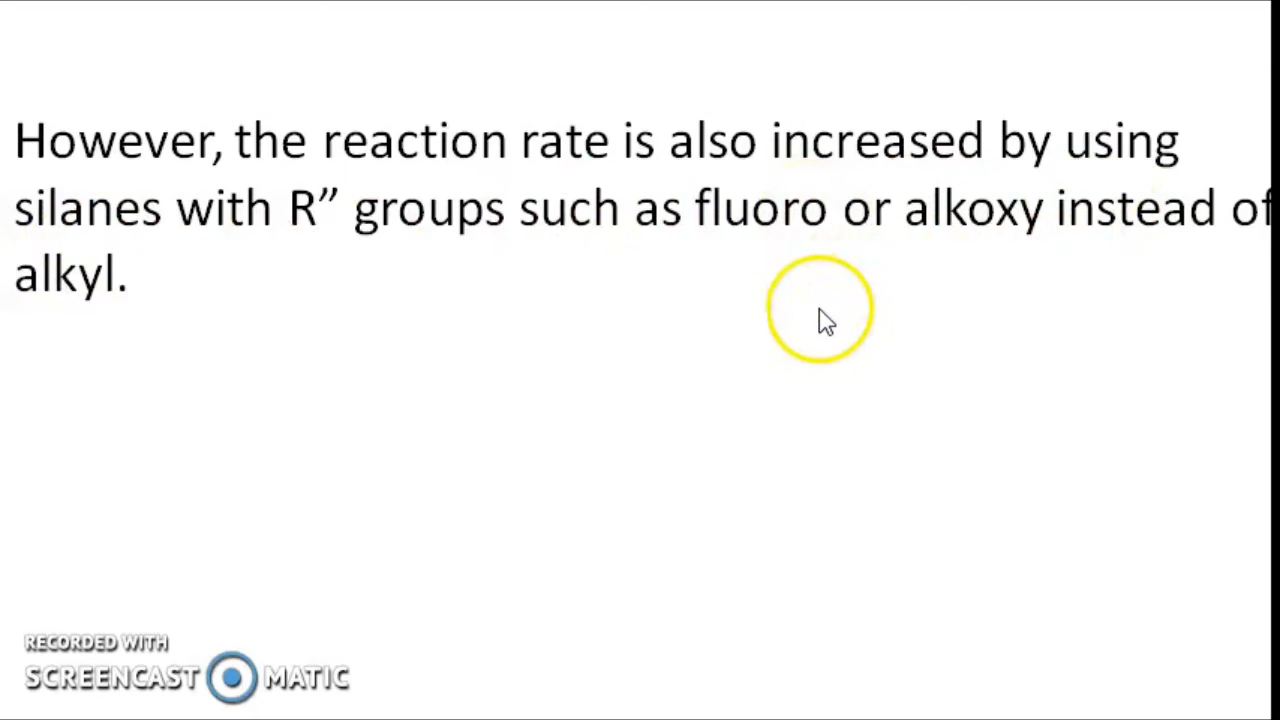 However, the reaction rate is also increased by using
silanes with R” groups such as fluoro or alkoxy instead of
alkyl.
RECORDED WITH
SCREENCAST MATIC